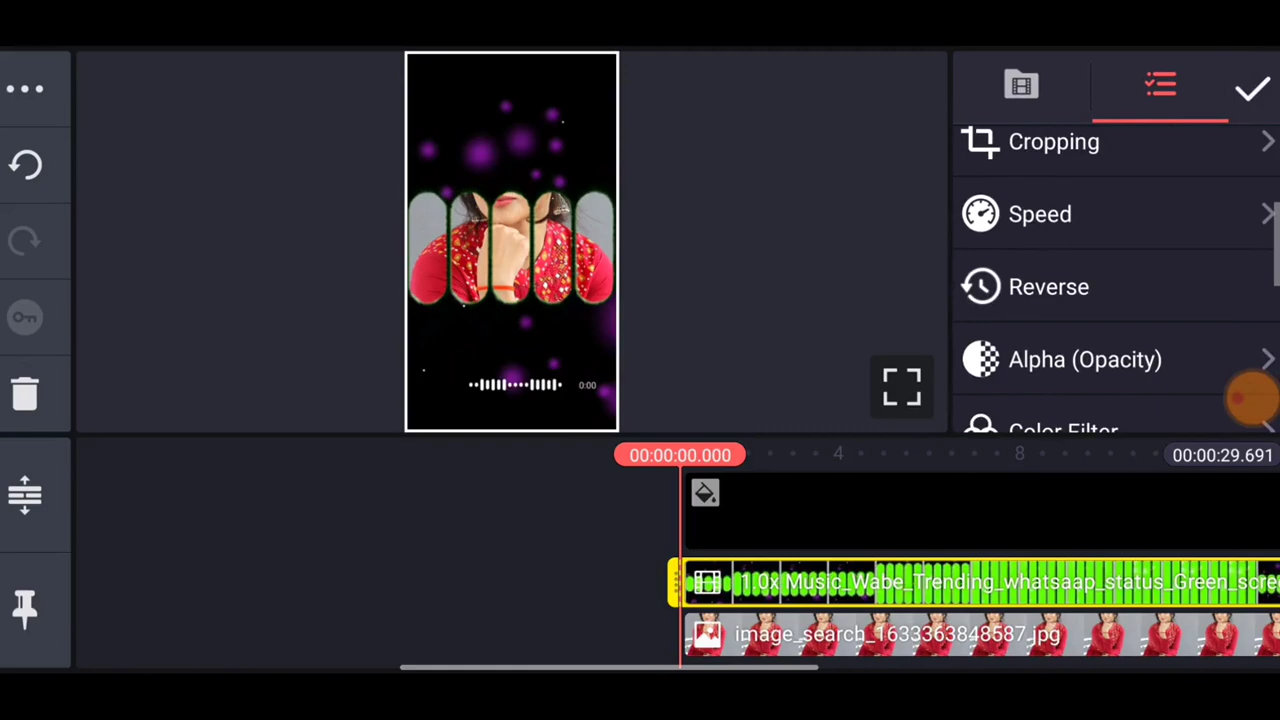 Cropping
Speed
Reverse
Alpha (Opacity)
Color Filter
0:00
00:00:00.000
4
8
00:00:29.691
1.0x Music_Wabe_Trending_whatsaap_status_Green_scree
image_search_1633363848587.jpg